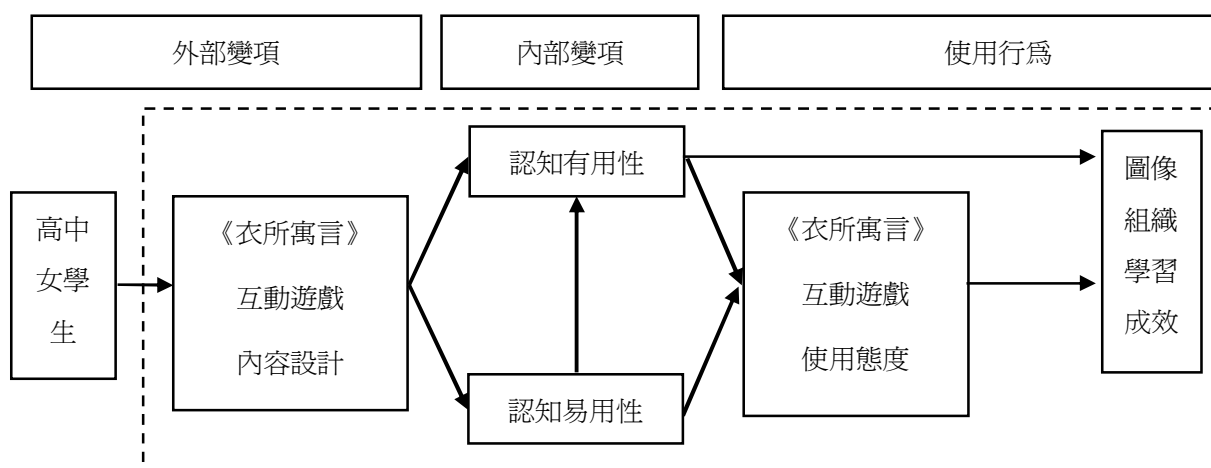 外部變項
內部變項
使用行為
高中
女學
生
《衣所寓言》
互動遊戲
內容設計
認知有用性
認知易用性
《衣所寓言》
互動遊戲
使用態度
圖像
組織
學習
成效